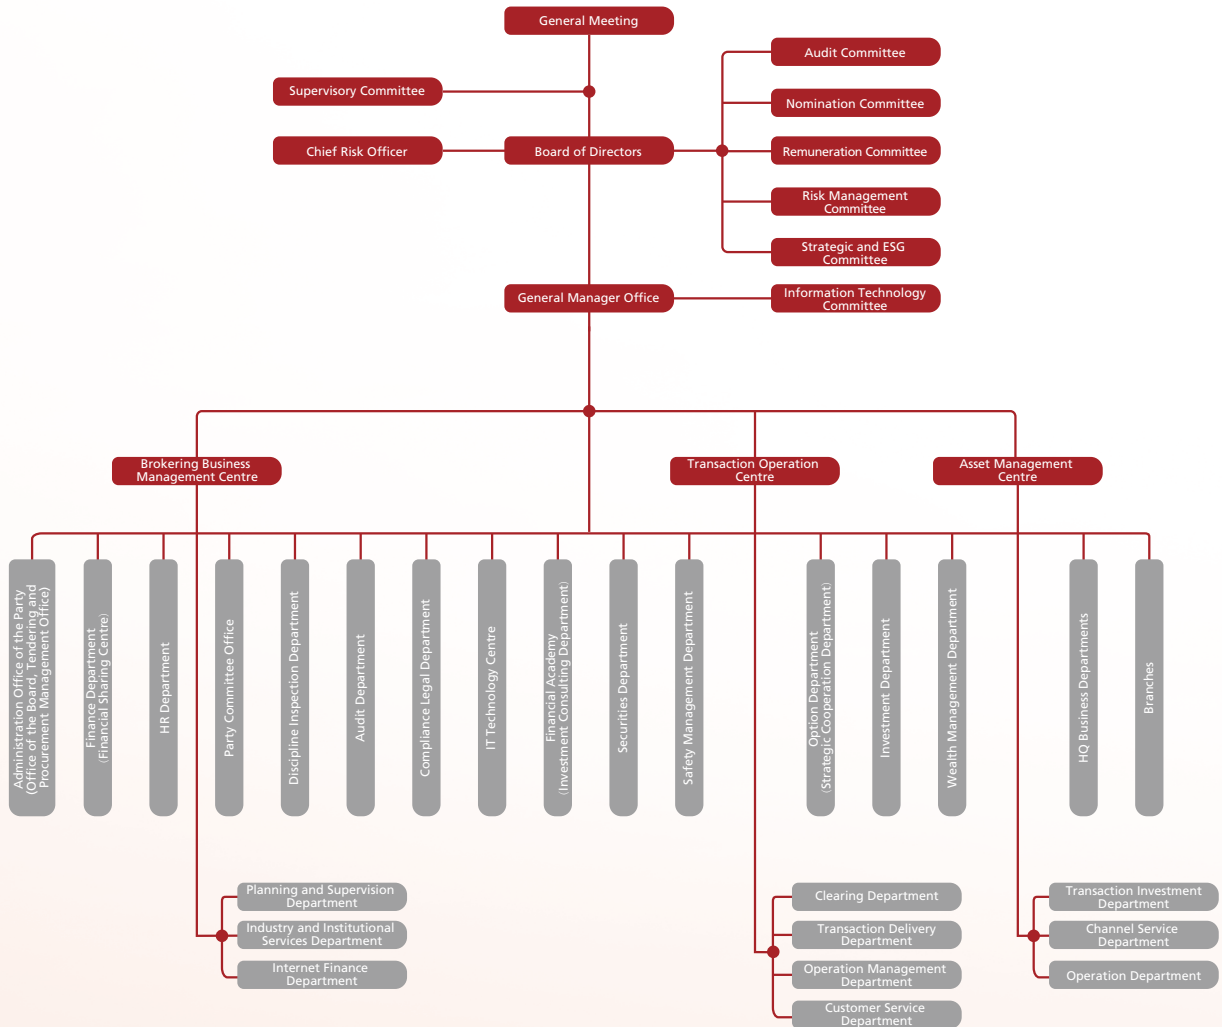 General Meeting
Audit Committee
Supervisory Committee
Nomination Committee
Chief Risk Officer
Board of Directors
Remuneration Committee
Risk Management
Committee
Strategic and ESG
Committee
General Manager Office
Information Technology
Committee
Brokering Business
Management Centre
Transaction Operation
Centre
Asset Management
Centre
Administration Office of the Party
(Office of the Board, Tendering and
Procurement Management Office)
Finance Department
(Financial Sharing Centre)
HR Department
Party Committee Office
Discipline Inspection Department
Audit Department
Compliance Legal Department
IT Technology Centre
Financial Academy
(Investment Consulting Department)
Securities Department
Safety Management Department
Option Department
(Strategic Cooperation Department)
Investment Department
Wealth Management Department
HQ Business Departments
Branches
Planning and Supervision
Department
Industry and Institutional
Services Department
Internet Finance
Department
Clearing Department
Transaction Delivery
Department
Operation Management
Department
Customer Service
Department
Transaction Investment
Department
Channel Service
Department
Operation Department